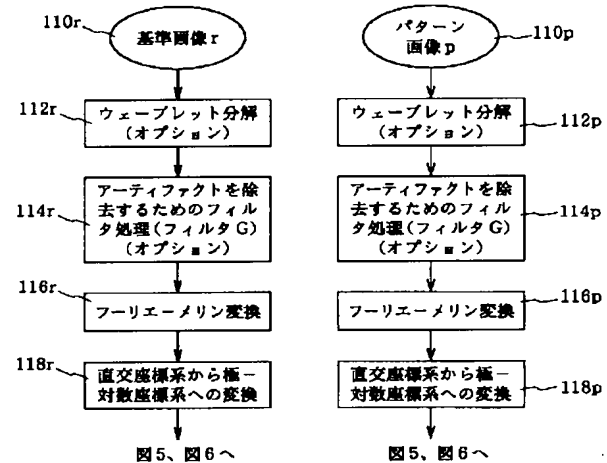 110r
基準画像r
112r
ウェーブレット分解
(オプション)
114r
アーティファクトを除
去するためのフィル
タ処理(フィルタG)
(オプション)
116r
フーリエーメリン変換
118r
直交座標系から極－
対数座標系への変換
図5、図6へ
パターン
画像p
110p
ウェーブレット分解
(オプション)
112p
アーティファクトを除
去するためのフィル
タ処理(フィルタG)
(オプション)
114p
フーリエーメリン変換
116p
直交座標系から極－
対数座標系への変換
118p
図5、図6へ